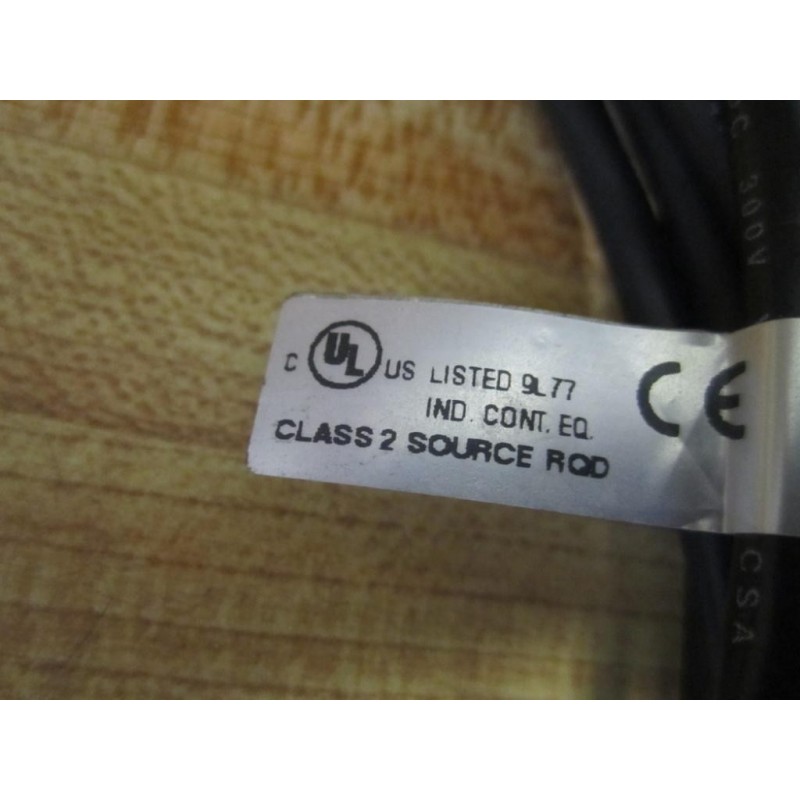 C UL US LISTED 9L77 CE
IND. CONT. EQ.
CLASS 2 SOURCE RQD
300V
CSA